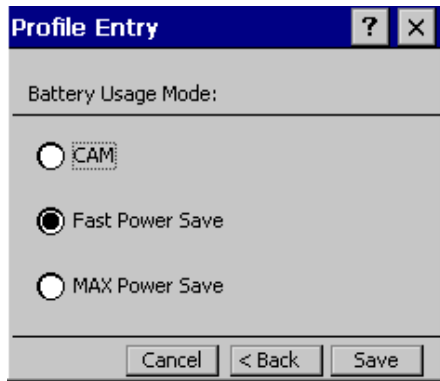 Profile Entry ? ×
Battery Usage Mode:
CAM
Fast Power Save
MAX Power Save
Cancel < Back Save